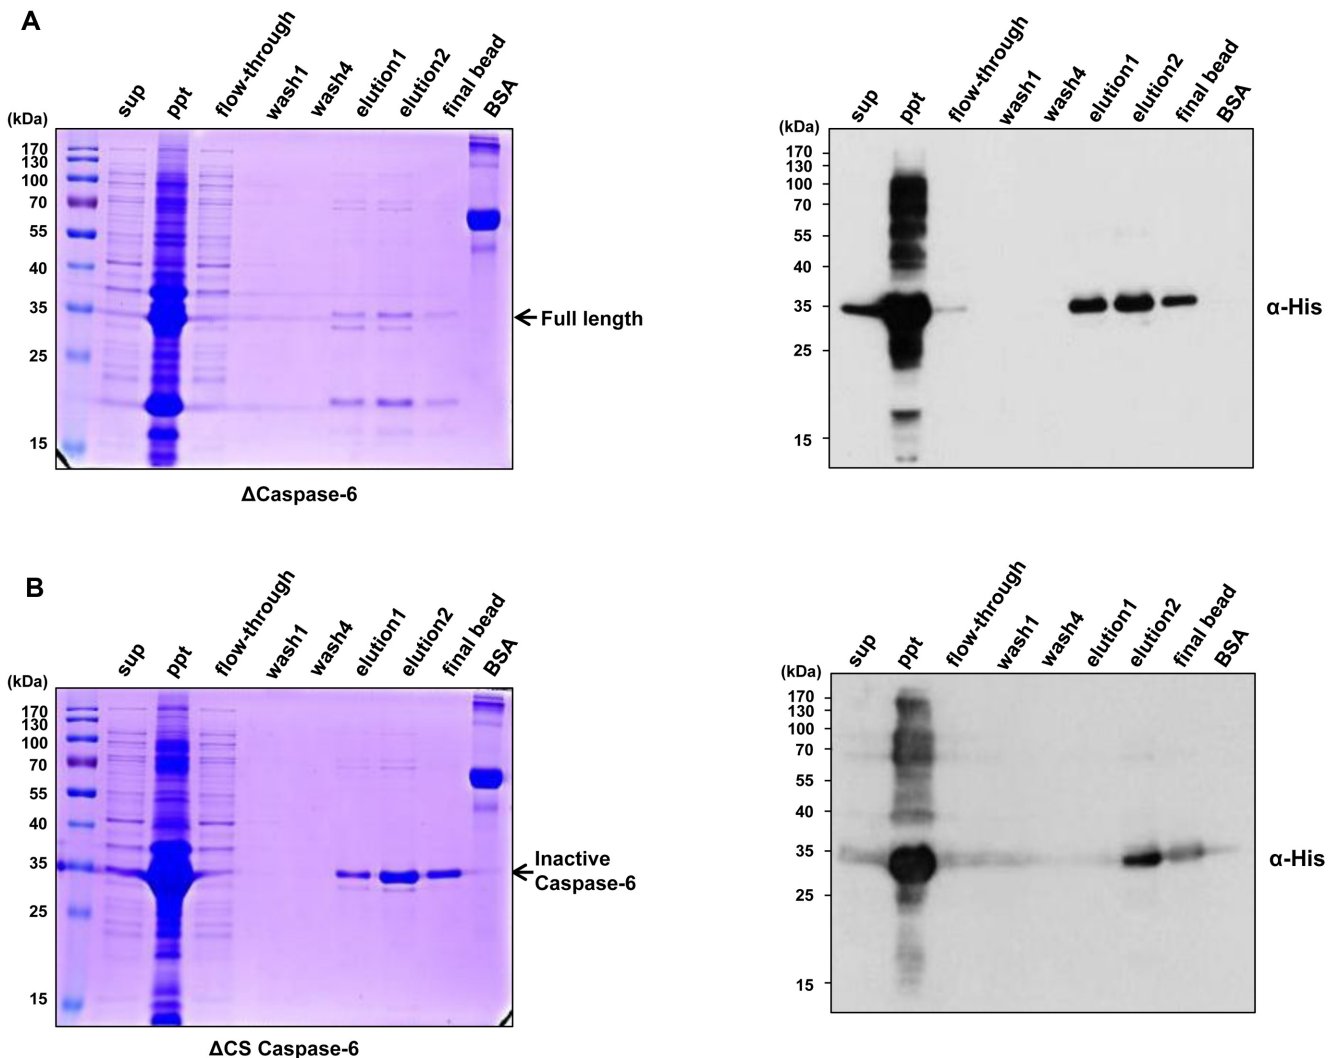 A
sup
ppt
flow-through
wash1
wash4
elution1
elution2
final bead
BSA
(kDa)
170
130
100
70
55
40
35
25
15
Full length
ΔCaspase-6
sup
ppt
flow-through
wash1
wash4
elution1
elution2
final bead
BSA
(kDa)
170
130
100
70
55
40
35
25
15
α-His
B
sup
ppt
flow-through
wash1
wash4
elution1
elution2
final bead
BSA
(kDa)
170
130
100
70
55
40
35
25
15
Inactive
Caspase-6
ΔCS Caspase-6
sup
ppt
flow-through
wash1
wash4
elution1
elution2
final bead
BSA
(kDa)
170
130
100
70
55
40
35
25
15
α-His